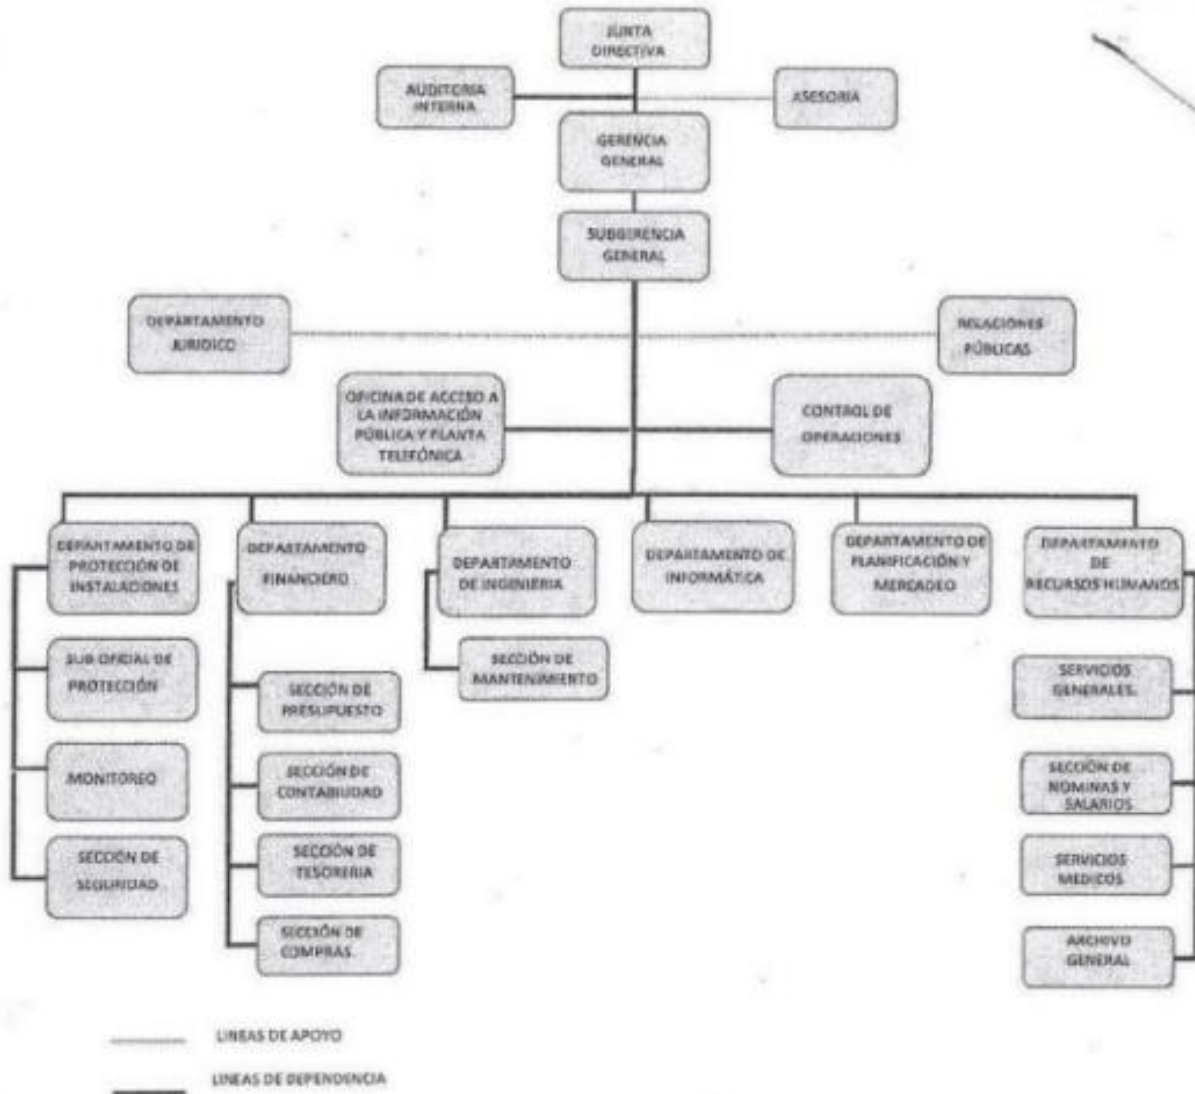 JUNTA
DIRECTIVA
AUDITORIA
INTERNA
ASESORIA
GERENCIA
GENERAL
SUBGERENCIA
GENERAL
DEPARTAMENTO
JURIDICO
RELACIONES
PÚBLICAS
OFICINA DE ACCESO A
LA INFORMACIÓN
PÚBLICA Y PLANTA
TELEFÓNICA
CONTROL DE
OPERACIONES
DEPARTAMENTO DE
PROTECCIÓN DE
INSTALACIONES
DEPARTAMENTO
FINANCIERO
DEPARTAMENTO
DE INGENIERIA
DEPARTAMENTO DE
INFORMÁTICA
DEPARTAMENTO DE
PLANIFICACIÓN Y
MERCADEO
DEPARTAMENTO
DE
RECURSOS HUMANOS
SUB OFICIAL DE
PROTECCIÓN
MONITOREO
SECCIÓN DE
SEGURIDAD
SECCIÓN DE
PRESUPUESTO
SECCIÓN DE
CONTABILIDAD
SECCIÓN DE
TESORERIA
SECCIÓN DE
COMPRAS.
SECCIÓN DE
MANTENIMIENTO
SERVICIOS
GENERALES.
SECCIÓN DE
NOMINAS Y
SALARIOS
SERVICIOS
MEDICOS
ARCHIVO
GENERAL
LINEAS DE APOYO
LINEAS DE DEPENDENCIA